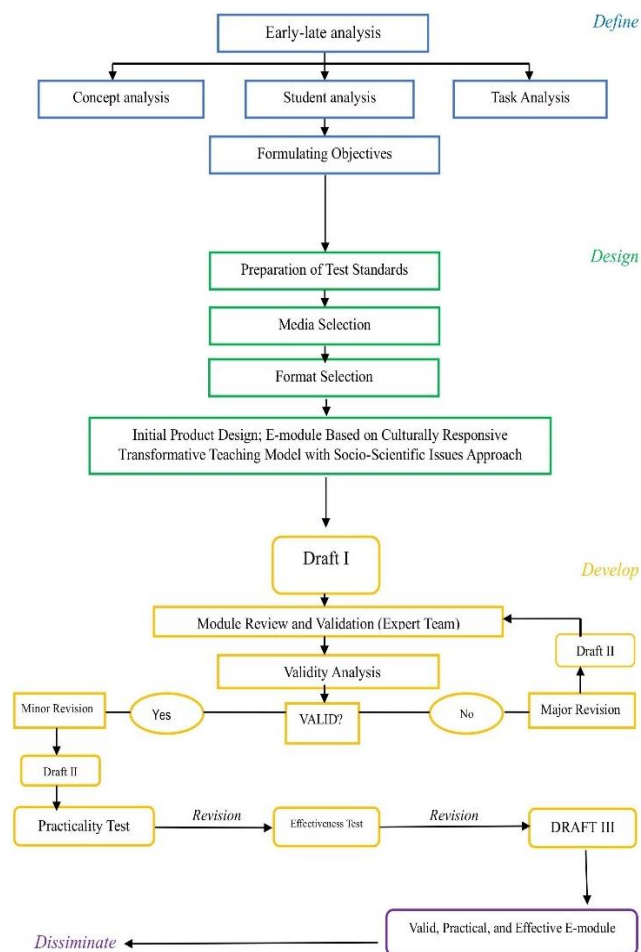 Early-late analysis
Define
Concept analysis
Student analysis
Task Analysis
Formulating Objectives
Preparation of Test Standards
Design
Media Selection
Format Selection
Initial Product Design; E-module Based on Culturally Responsive
Transformative Teaching Model with Socio-Scientific Issues Approach
Draft I
Develop
Module Review and Validation (Expert Team)
Draft II
Validity Analysis
Minor Revision
Yes
VALID?
No
Major Revision
Draft II
Practicality Test
Revision
Effectiveness Test
Revision
DRAFT III
Valid, Practical, and Effective E-module
Dissiminate